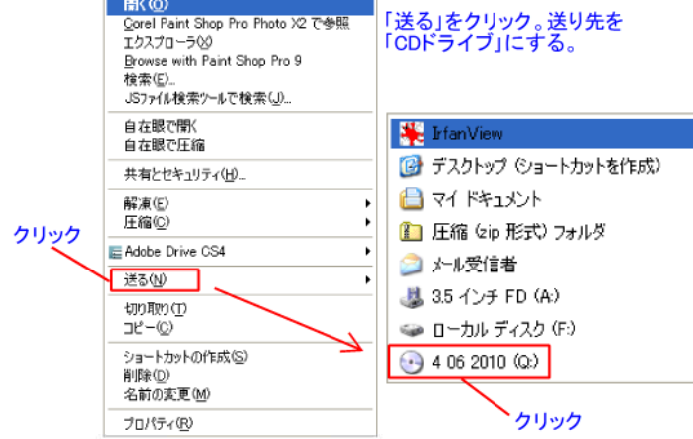 開く(O)
Corel Paint Shop Pro Photo X2 で参照
エクスプローラ(X)
Browse with Paint Shop Pro 9
検索(E)...
JSファイル検索ツールで検索(J)...
自在眼で開く
自在眼で圧縮
共有とセキュリティ(H)...
解凍(E)
圧縮(C)
Adobe Drive CS4
送る(N)
切り取り(T)
コピー(C)
ショートカットの作成(S)
削除(D)
名前の変更(M)
プロパティ(R)
クリック
「送る」をクリック。送り先を
「CDドライブ」にする。
IrfanView
デスクトップ (ショートカットを作成)
マイ ドキュメント
圧縮 (zip 形式) フォルダ
メール受信者
3.5 インチ FD (A:)
ローカル ディスク (F:)
4 06 2010 (Q:)
クリック